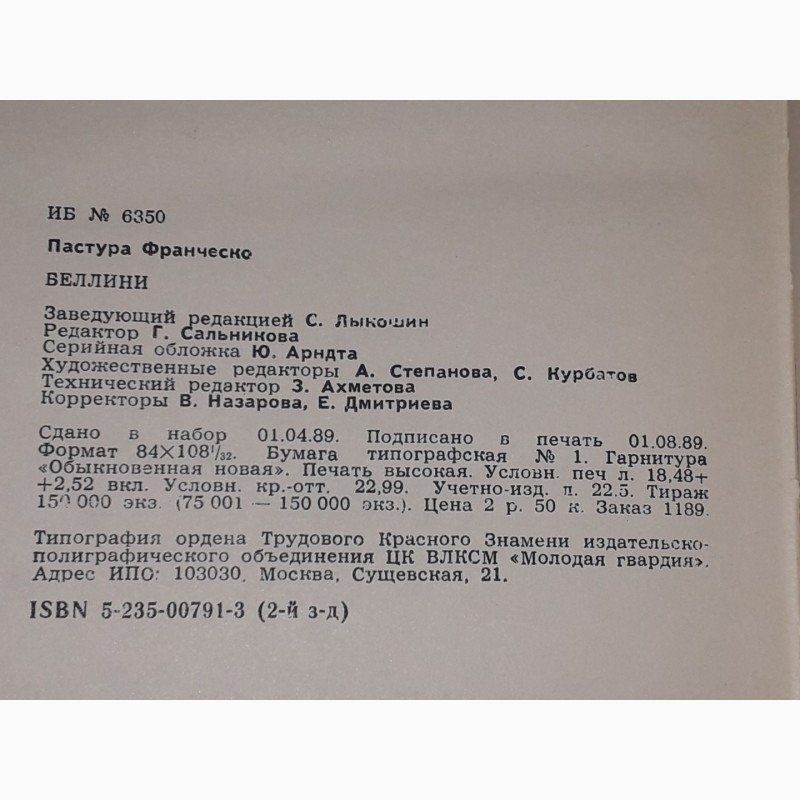 ИБ № 6350
Пастура Франческо
БЕЛЛИНИ
Заведующий редакцией С. Лыкошин
Редактор Г. Сальникова
Серийная обложка Ю. Арндта
Художественные редакторы А. Степанова, С. Курбатов
Технический редактор З. Ахметова
Корректоры В. Назарова, Е. Дмитриева
Сдано в набор 01.04.89. Подписано в печать 01.08.89.
Формат 84×108¹/₃₂. Бумага типографская № 1. Гарнитура
«Обыкновенная новая». Печать высокая. Условн. печ л. 18,48+
+2,52 вкл. Условн. кр.-отт. 22,99. Учетно-изд. л. 22,5. Тираж
150 000 экз. (75 001 — 150 000 экз.). Цена 2 р. 50 к. Заказ 1189.
Типография ордена Трудового Красного Знамени издательско-
полиграфического объединения ЦК ВЛКСМ «Молодая гвардия».
Адрес ИПО: 103030, Москва, Сущевская, 21.
ISBN 5-235-00791-3 (2-й з-д)